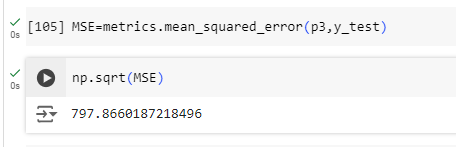 [105] MSE=metrics.mean_squared_error(p3,y_test)
0s
np.sqrt(MSE)
0s
797.8660187218496